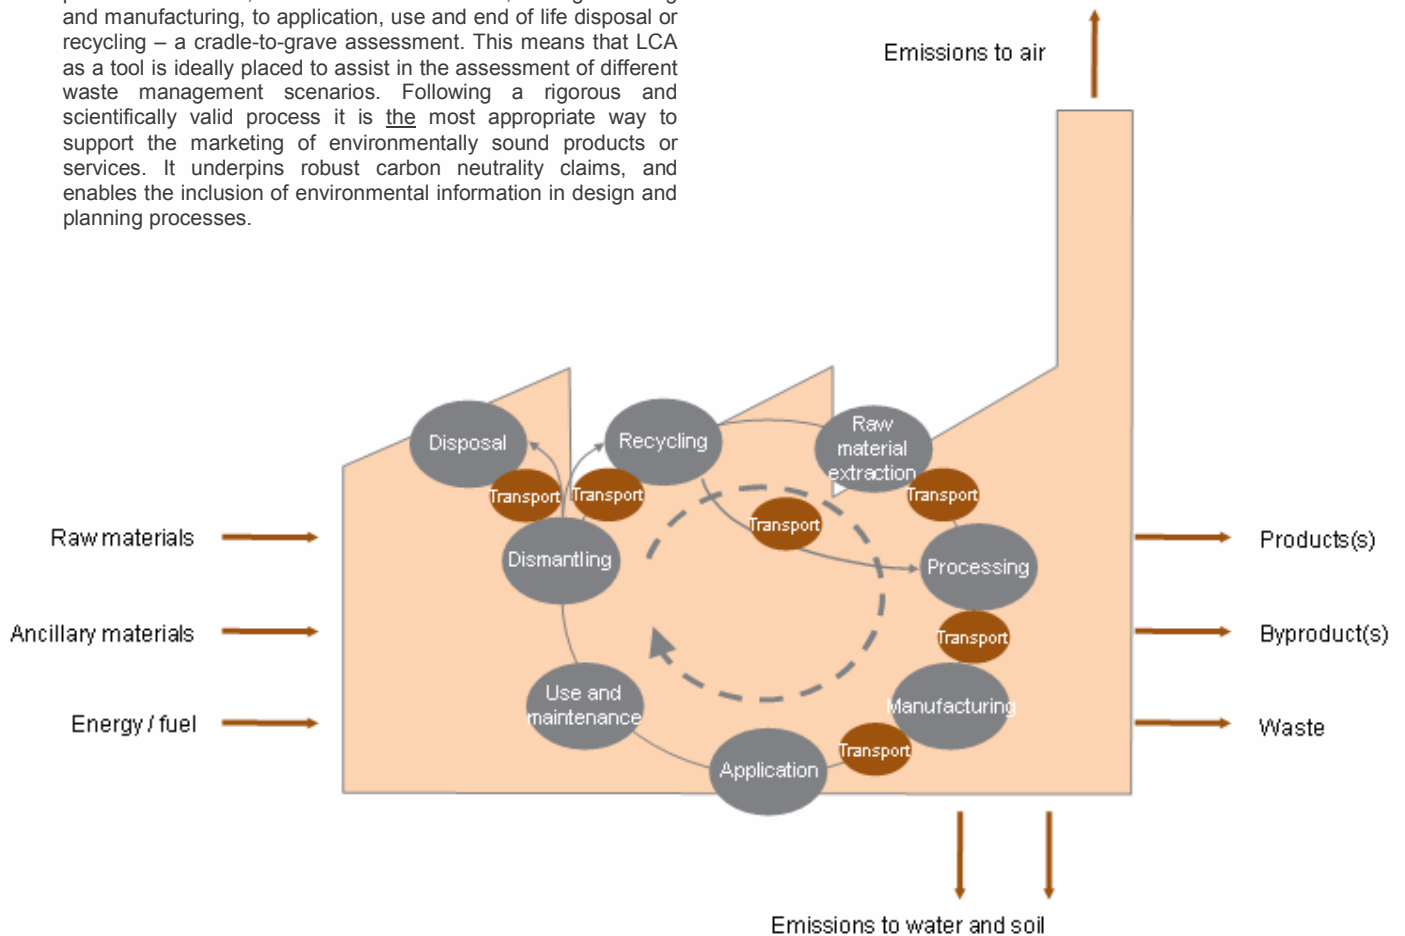 and manufacturing, to application, use and end of life disposal or
recycling – a cradle-to-grave assessment. This means that LCA
as a tool is ideally placed to assist in the assessment of different
waste management scenarios. Following a rigorous and
scientifically valid process it is the most appropriate way to
support the marketing of environmentally sound products or
services. It underpins robust carbon neutrality claims, and
enables the inclusion of environmental information in design and
planning processes.
Emissions to air
Disposal
Recycling
Raw
material
extraction
Transport
Transport
Transport
Transport
Raw materials
Dismantling
Processing
Products(s)
Ancillary materials
Transport
Byproduct(s)
Energy / fuel
Use and
maintenance
Manufacturing
Waste
Transport
Application
Emissions to water and soil